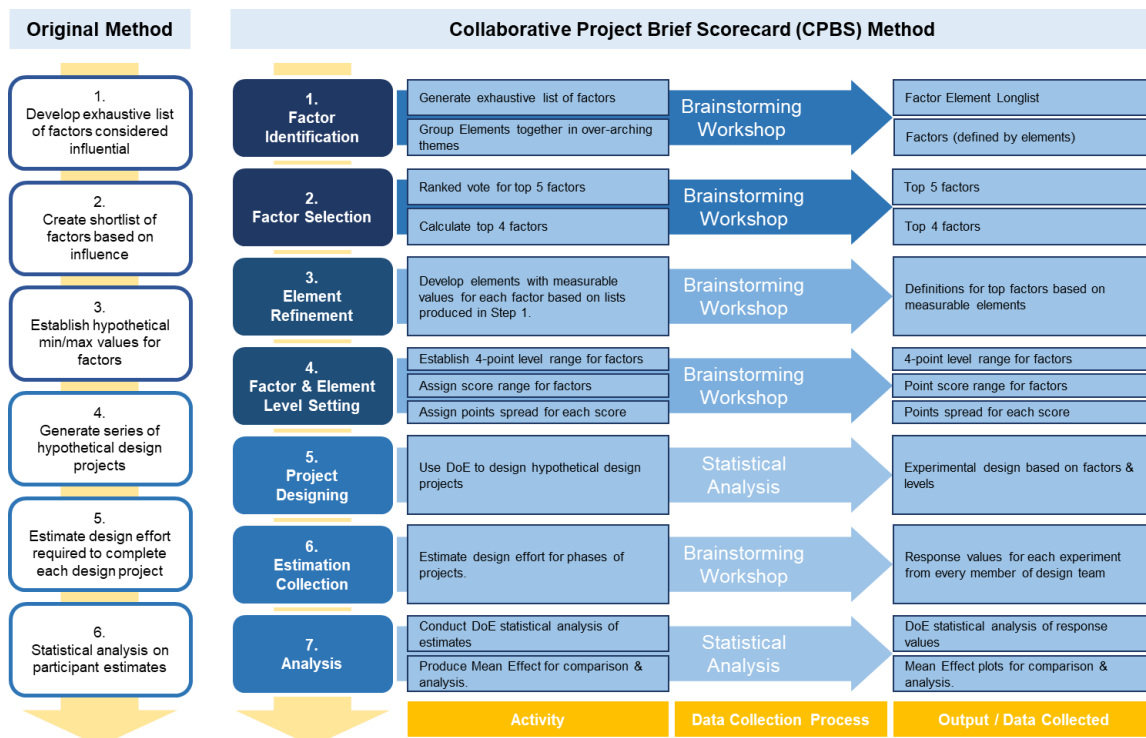 Original Method
1.
Develop exhaustive list
of factors considered
influential
2.
Create shortlist of
factors based on
influence
3.
Establish hypothetical
min/max values for
factors
4.
Generate series of
hypothetical design
projects
5.
Estimate design effort
required to complete
each design project
6.
Statistical analysis on
participant estimates
Collaborative Project Brief Scorecard (CPBS) Method
1.
Factor
Identification
Generate exhaustive list of factors
Group Elements together in over-arching
themes
Brainstorming
Workshop
Factor Element Longlist
Factors (defined by elements)
2.
Factor Selection
Ranked vote for top 5 factors
Calculate top 4 factors
Brainstorming
Workshop
Top 5 factors
Top 4 factors
3.
Element
Refinement
Develop elements with measurable
values for each factor based on lists
produced in Step 1.
Brainstorming
Workshop
Definitions for top factors based on
measurable elements
4.
Factor & Element
Level Setting
Establish 4-point level range for factors
Assign score range for factors
Assign points spread for each score
Brainstorming
Workshop
4-point level range for factors
Point score range for factors
Points spread for each score
5.
Project
Designing
Use DoE to design hypothetical design
projects
Statistical
Analysis
Experimental design based on factors &
levels
6.
Estimation
Collection
Estimate design effort for phases of
projects.
Brainstorming
Workshop
Response values for each experiment
from every member of design team
7.
Analysis
Conduct DoE statistical analysis of
estimates
Produce Mean Effect for comparison &
analysis.
Statistical
Analysis
DoE statistical analysis of response
values
Mean Effect plots for comparison &
analysis.
Activity
Data Collection Process
Output / Data Collected